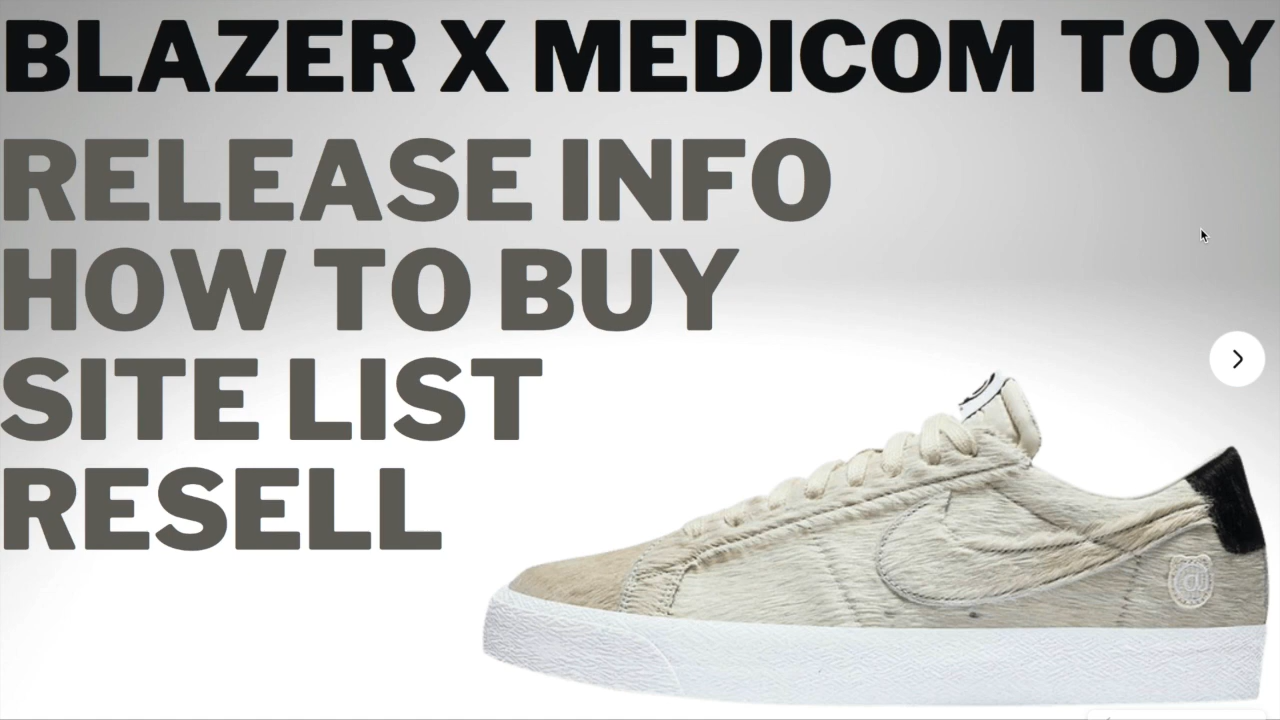 BLAZER X MEDICOM TOY
RELEASE INFO
HOW TO BUY
SITE LIST
RESELL